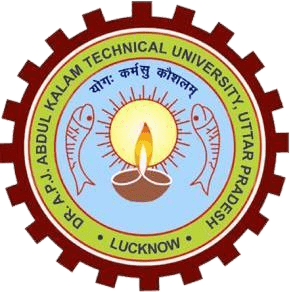 DR. A.P.J. ABDUL KALAM TECHNICAL UNIVERSITY, UTTAR PRADESH
योगः कर्मसु कौशलम्
• LUCKNOW •